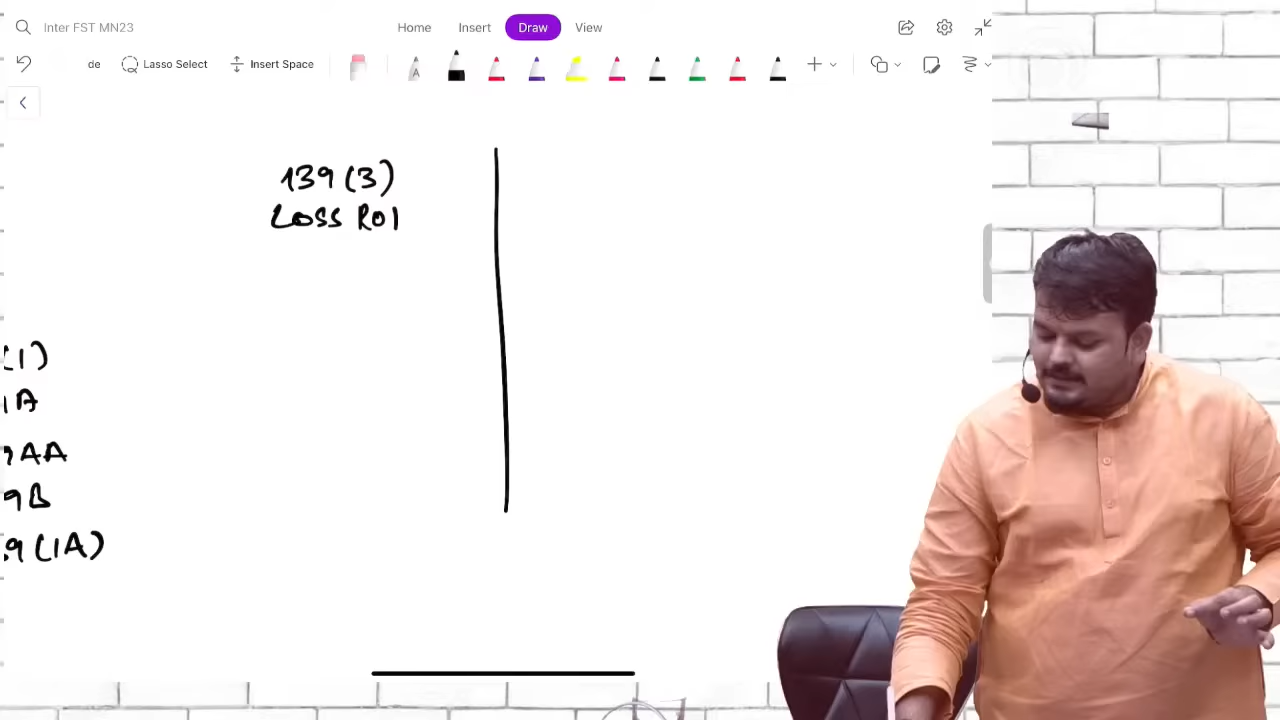 Inter FST MN23
Home Insert Draw View
de Lasso Select Insert Space
A
139(3)
LOSS ROI
(1)
1A
9AA
9B
9(1A)